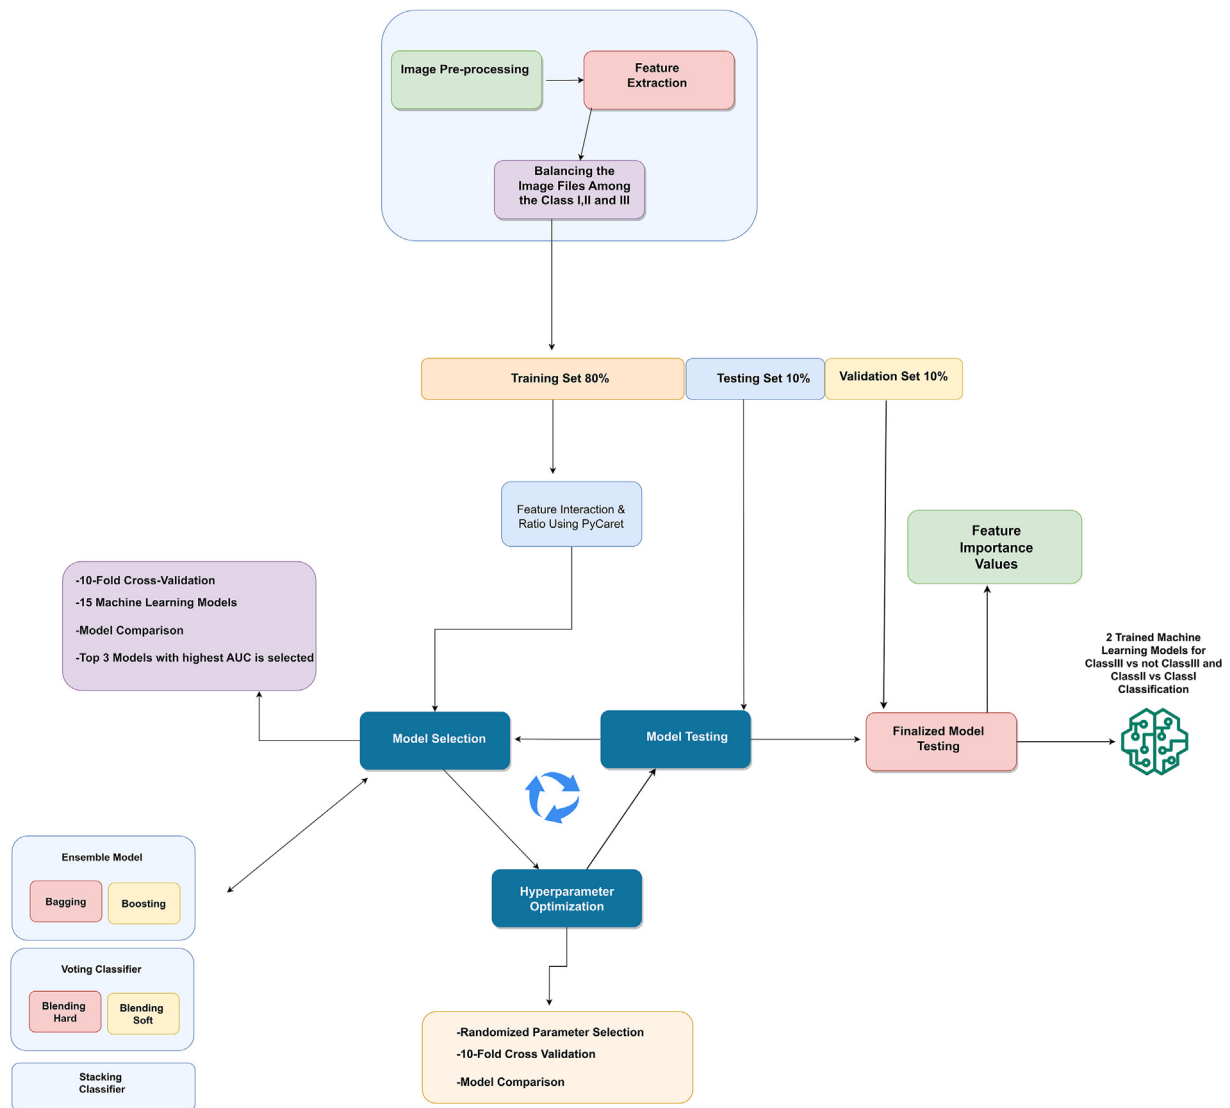 Image Pre-processing
Feature
Extraction
Balancing the
Image Files Among
the Class I,II and III
Training Set 80%
Testing Set 10%
Validation Set 10%
Feature Interaction &
Ratio Using PyCaret
Feature
Importance
Values
-10-Fold Cross-Validation
-15 Machine Learning Models
-Model Comparison
-Top 3 Models with highest AUC is selected
2 Trained Machine
Learning Models for
ClassIII vs not ClassIII and
ClassII vs ClassI
Classification
Model Selection
Model Testing
Finalized Model
Testing
Ensemble Model
Bagging
Boosting
Hyperparameter
Optimization
Voting Classifier
Blending
Hard
Blending
Soft
-Randomized Parameter Selection
-10-Fold Cross Validation
-Model Comparison
Stacking
Classifier